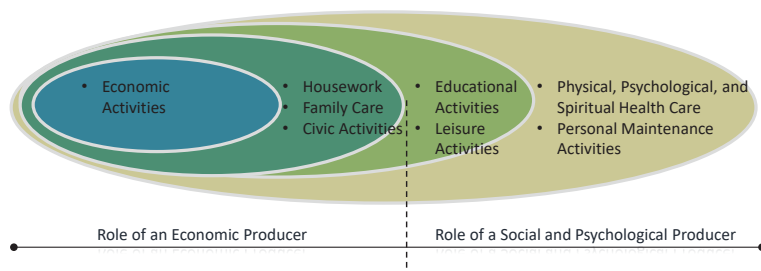 • Economic
Activities
• Housework
• Family Care
• Civic Activities
• Educational
Activities
• Leisure
Activities
• Physical, Psychological, and
Spiritual Health Care
• Personal Maintenance
Activities
Role of an Economic Producer
Role of a Social and Psychological Producer